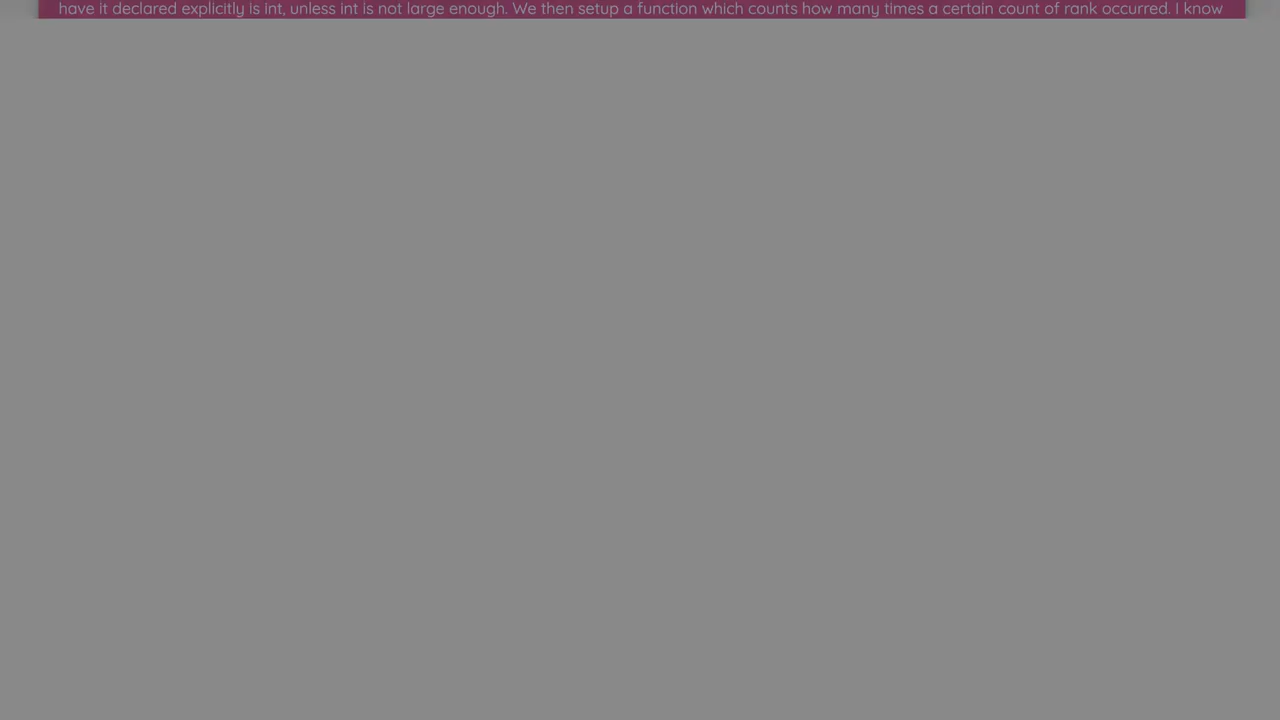 have it declared explicitly is int, unless int is not large enough. We then setup a function which counts how many times a certain count of rank occurred. I know